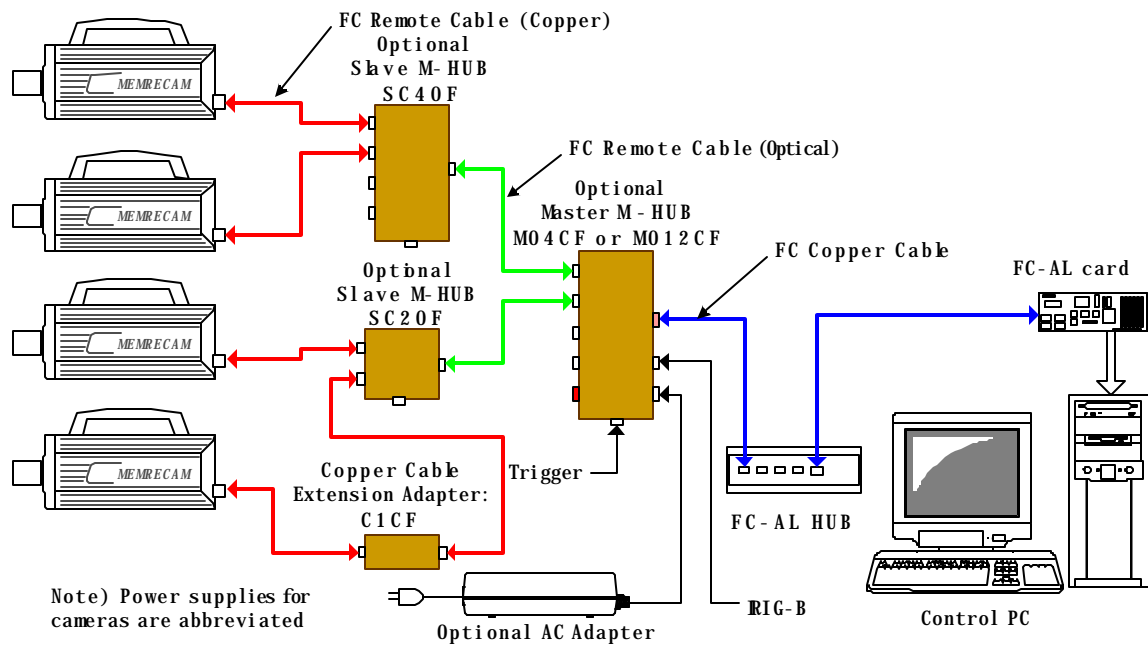 FC Remote Cable (Copper)
Optional
Slave M-HUB
SC4OF
MEMRECAM
MEMRECAM
FC Remote Cable (Optical)
Optional
Master M-HUB
MO4CF or MO12CF
FC Copper Cable
FC-AL card
Optional
Slave M-HUB
SC2OF
MEMRECAM
MEMRECAM
Copper Cable
Extension Adapter:
C1CF
Trigger
FC-AL HUB
Note) Power supplies for
cameras are abbreviated
Optional AC Adapter
IRIG-B
Control PC